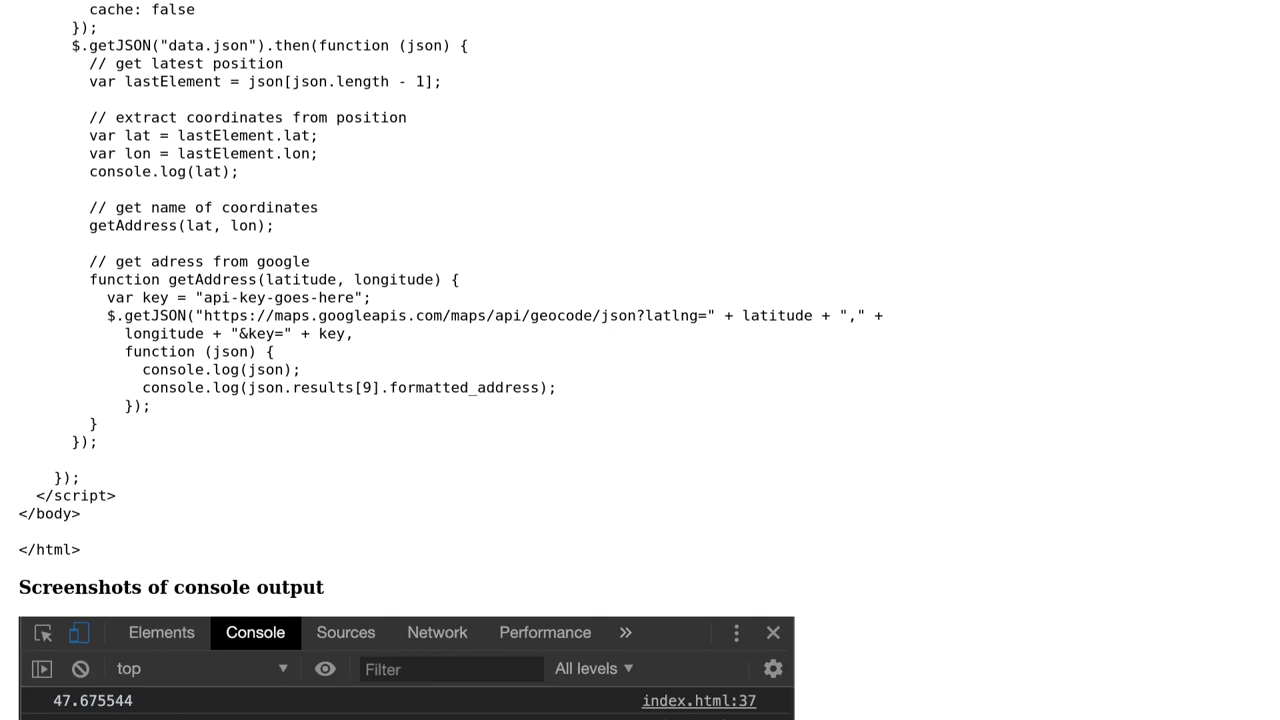 cache: false
});
$.getJSON("data.json").then(function (json) {
// get latest position
var lastElement = json[json.length - 1];
// extract coordinates from position
var lat = lastElement.lat;
var lon = lastElement.lon;
console.log(lat);
// get name of coordinates
getAddress(lat, lon);
// get adress from google
function getAddress(latitude, longitude) {
var key = "api-key-goes-here";
$.getJSON("https://maps.googleapis.com/maps/api/geocode/json?latlng=" + latitude + "," +
longitude + "&key=" + key,
function (json) {
console.log(json);
console.log(json.results[9].formatted_address);
});
}
});
});
</script>
</body>
</html>
Screenshots of console output
Elements Console Sources Network Performance »
top Filter All levels
47.675544 index.html:37